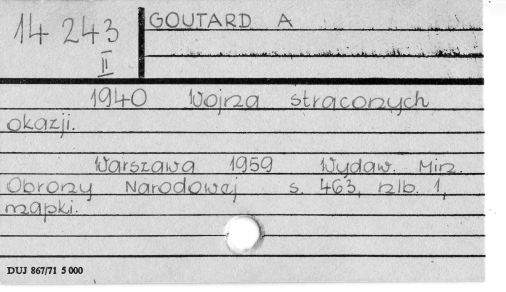 14 243
II
GOUTARD A
1940 Wojna straconych
okazji.
Warszawa 1959 Wydaw. Min.
Obrony Narodowej s. 463, nlb. 1,
mapki.
DUJ 867/71 5 000